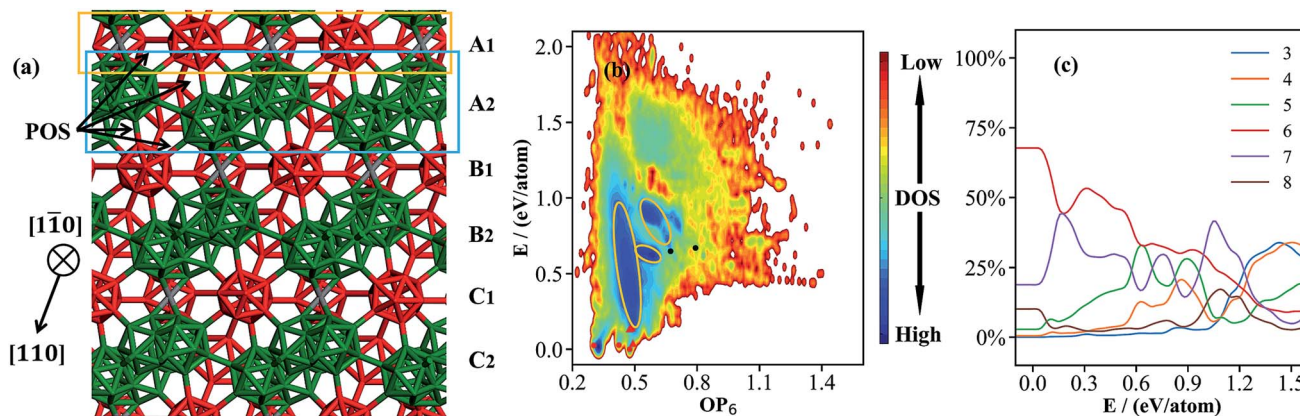 (a)
POS
[11̅0]
[110]
A1
A2
B1
B2
C1
C2
(b)
E / (eV/atom)
2.0
1.5
1.0
0.5
0.0
0.2
0.5
0.8
1.1
1.4
OP₆
Low
DOS
High
(c)
100%
75%
50%
25%
0%
0.0
0.3
0.6
0.9
1.2
1.5
E / (eV/atom)
3
4
5
6
7
8